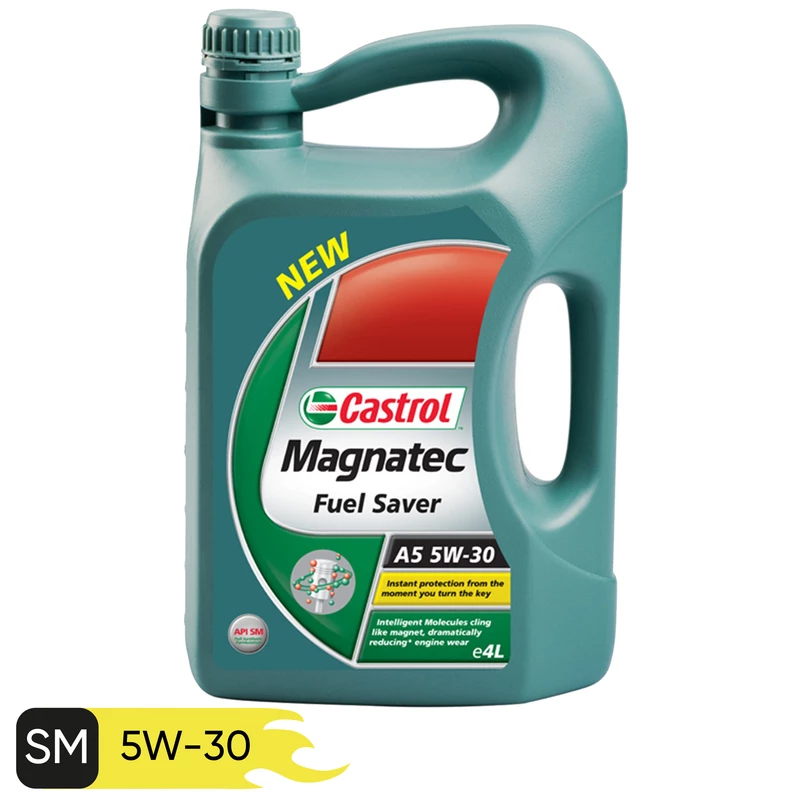 NEW
Castrol
Magnatec
Fuel Saver
A5 5W-30
Instant protection from the
moment you turn the key
Intelligent Molecules cling
like magnet, dramatically
reducing* engine wear
e4L
API SM
SM 5W-30